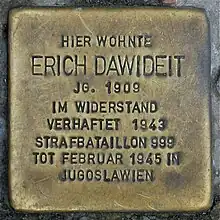 HIER WOHNTE
ERICH DAWIDEIT
JG. 1909
IM WIDERSTAND
VERHAFTET 1943
STRAFBATAILLON 999
TOT FEBRUAR 1945 IN
JUGOSLAWIEN